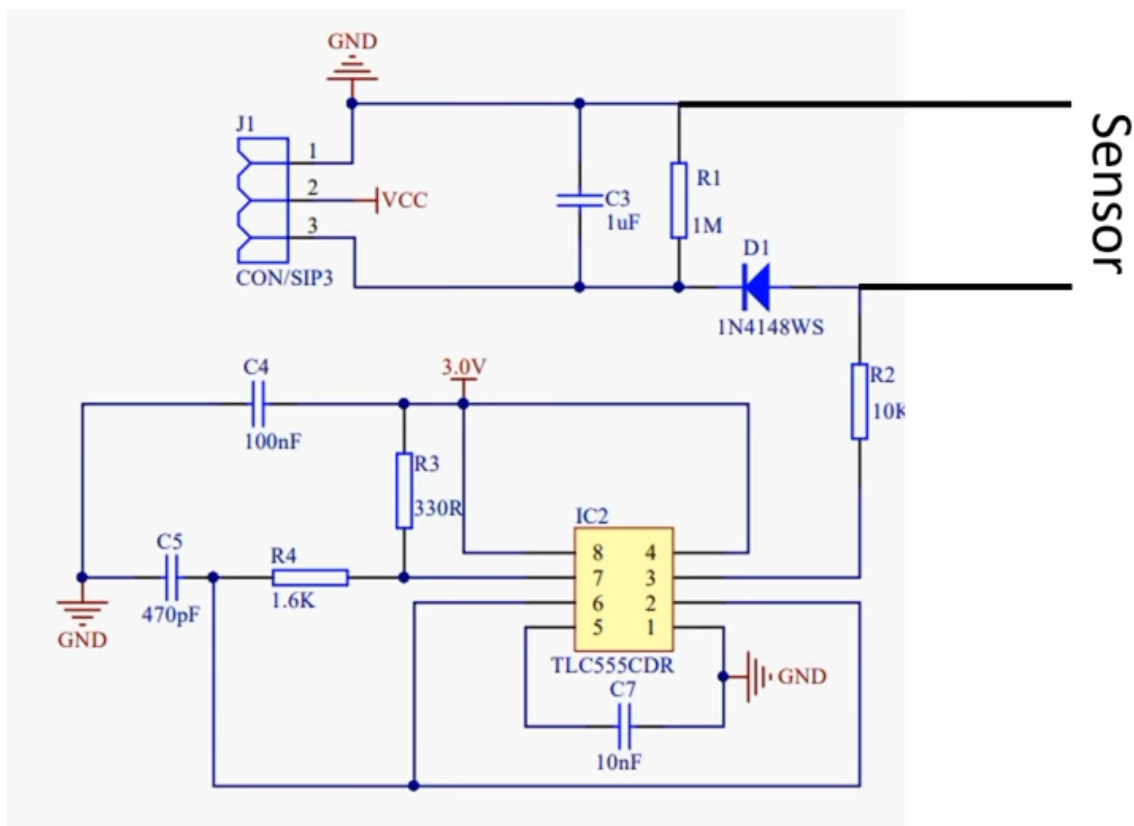 GND
J1
1
2
VCC
3
CON/SIP3
C3
1uF
R1
1M
D1
1N4148WS
Sensor
R2
10K
C4
100nF
3.0V
R3
330R
C5
470pF
GND
R4
1.6K
IC2
8 4
7 3
6 2
5 1
TLC555CDR
GND
C7
10nF